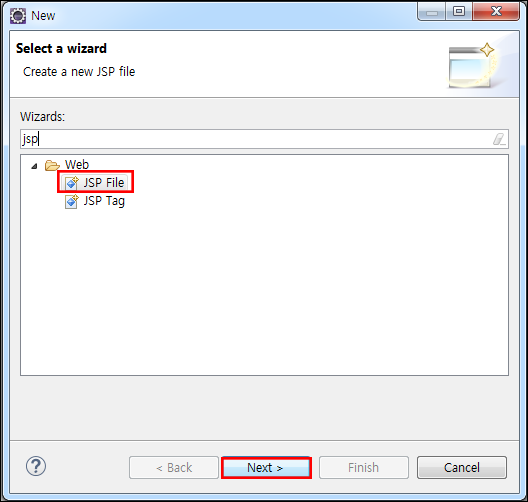 New
Select a wizard
Create a new JSP file
Wizards:
jsp
Web
JSP File
JSP Tag
?
< Back
Next >
Finish
Cancel